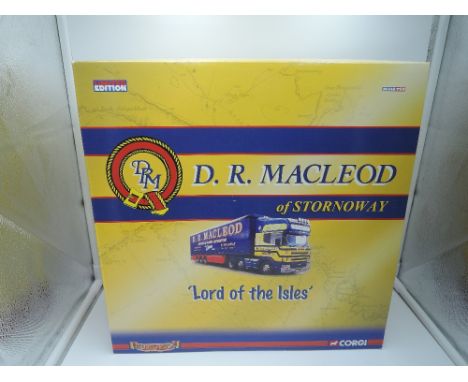 EDITION
DRM
D. R. MACLEOD
of STORNOWAY
D. R. MACLEOD
'Lord of the Isles'
CORGI